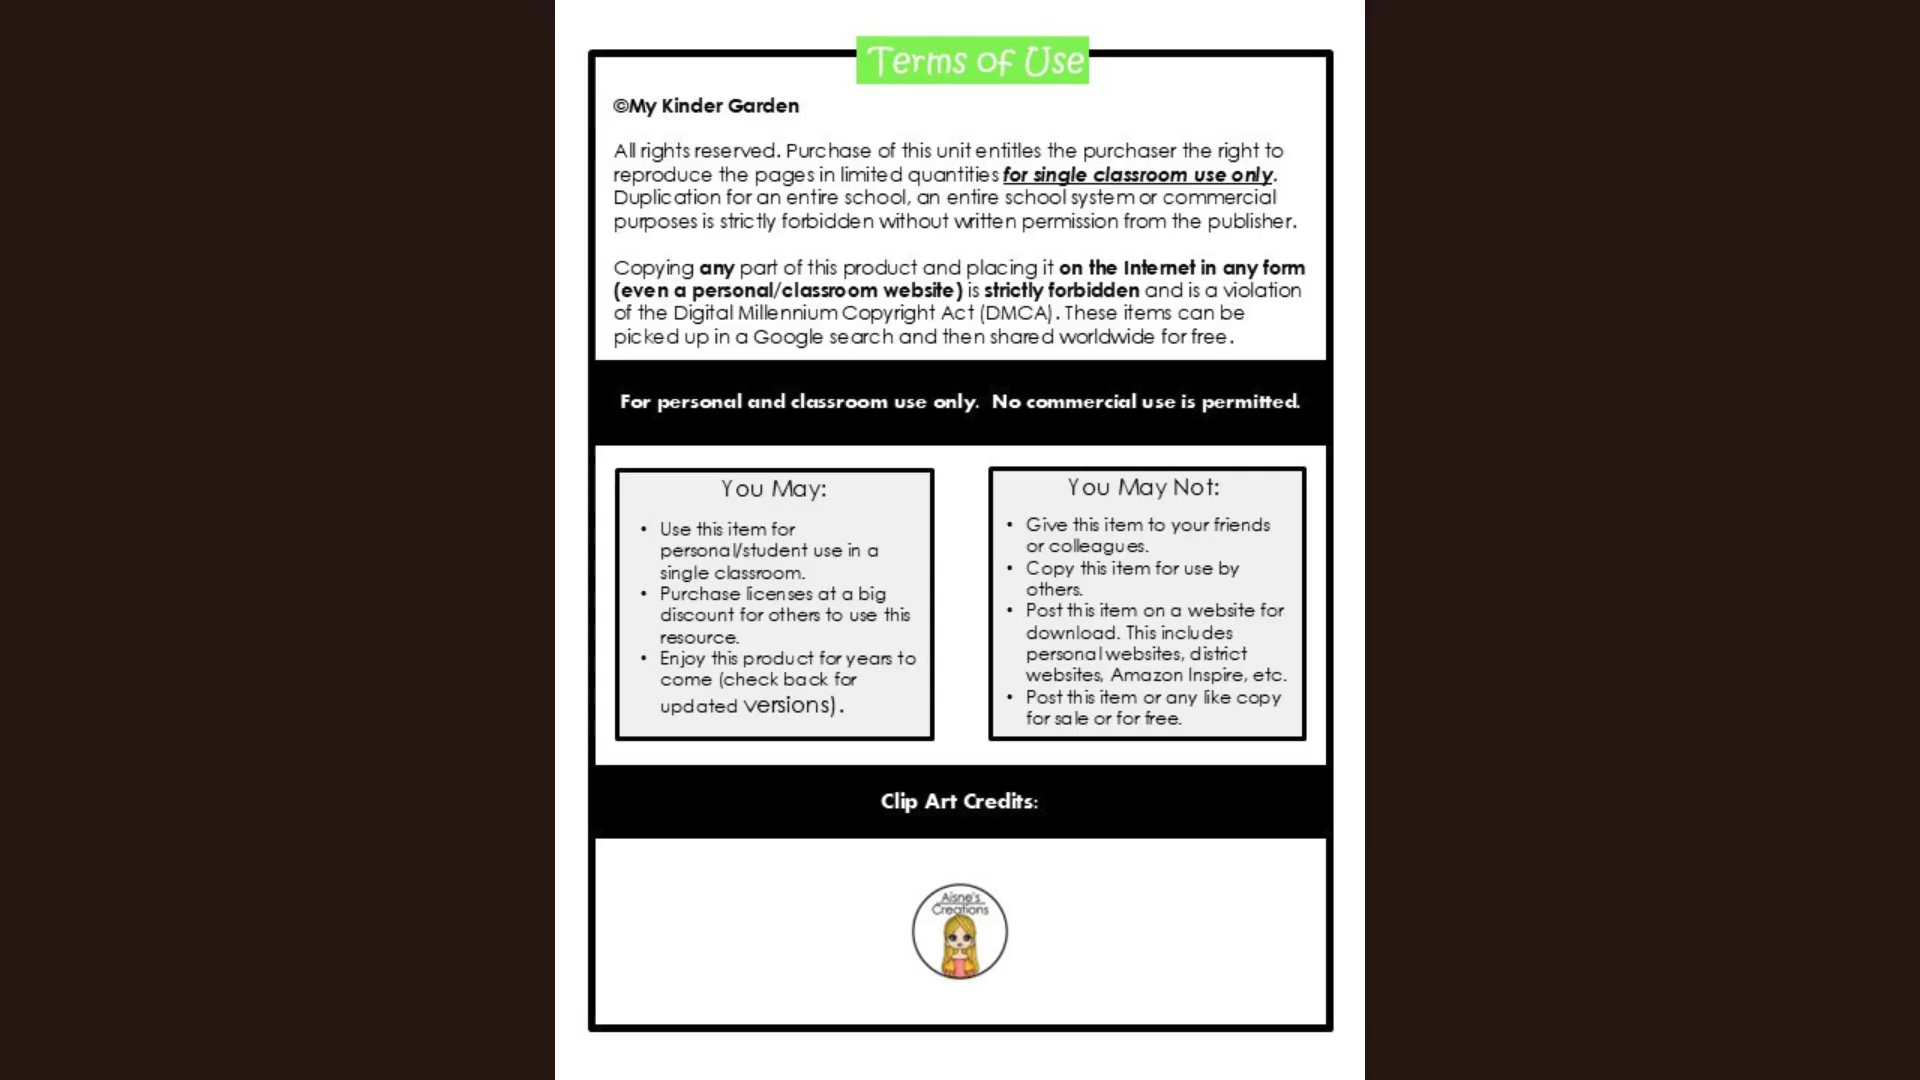 Terms of Use
©My Kinder Garden
All rights reserved. Purchase of this unit entitles the purchaser the right to
reproduce the pages in limited quantities for single classroom use only.
Duplication for an entire school, an entire school system or commercial
purposes is strictly forbidden without written permission from the publisher.
Copying any part of this product and placing it on the Internet in any form
(even a personal/classroom website) is strictly forbidden and is a violation
of the Digital Millennium Copyright Act (DMCA). These items can be
picked up in a Google search and then shared worldwide for free.
For personal and classroom use only. No commercial use is permitted.
You May:
• Use this item for
personal/student use in a
single classroom.
• Purchase licenses at a big
discount for others to use this
resource.
• Enjoy this product for years to
come (check back for
updated versions).
You May Not:
• Give this item to your friends
or colleagues.
• Copy this item for use by
others.
• Post this item on a website for
download. This includes
personal websites, district
websites, Amazon Inspire, etc.
• Post this item or any like copy
for sale or for free.
Clip Art Credits:
Aisne's
Creations